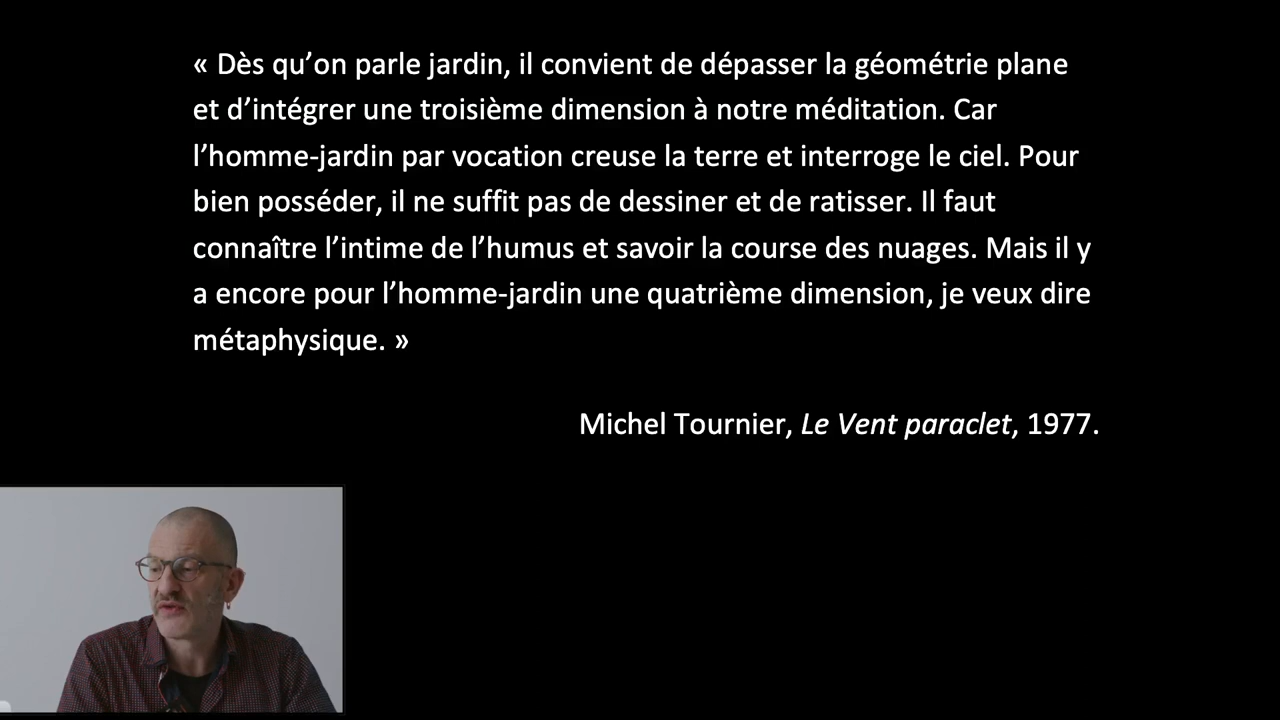 « Dès qu’on parle jardin, il convient de dépasser la géométrie plane
et d’intégrer une troisième dimension à notre méditation. Car
l’homme-jardin par vocation creuse la terre et interroge le ciel. Pour
bien posséder, il ne suffit pas de dessiner et de ratisser. Il faut
connaître l’intime de l’humus et savoir la course des nuages. Mais il y
a encore pour l’homme-jardin une quatrième dimension, je veux dire
métaphysique. »
Michel Tournier, Le Vent paraclet, 1977.